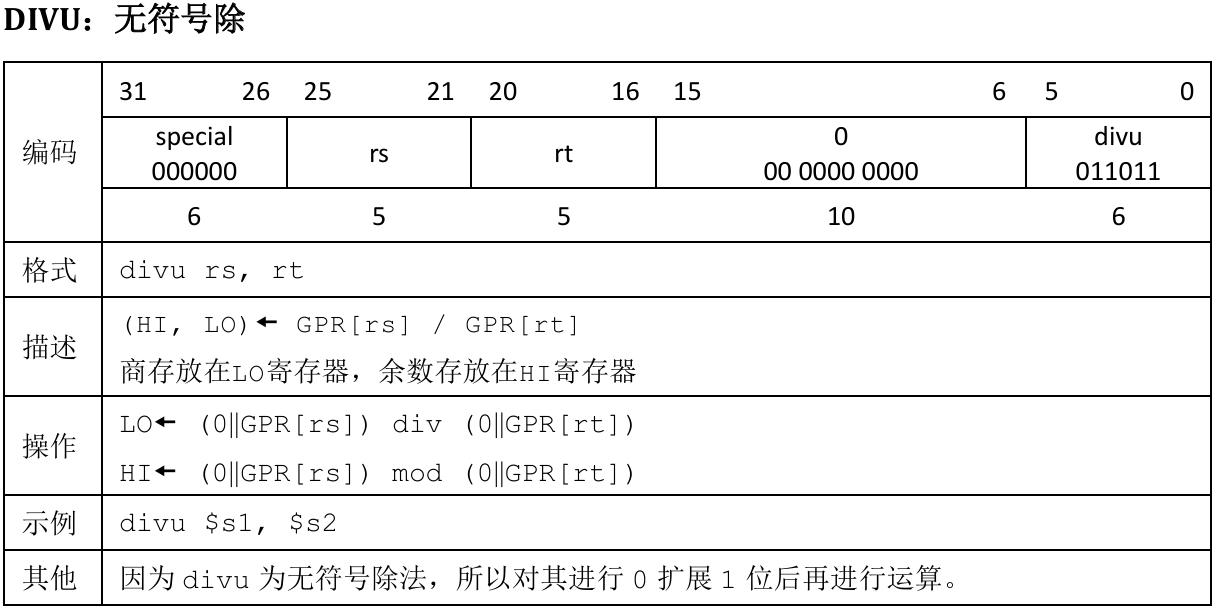 DIVU：无符号除
编码
31 26 25 21 20 16 15 6 5 0
special rs rt 0 divu
000000 00 0000 0000 011011
6 5 5 10 6
格式 divu rs, rt
描述 (HI, LO)← GPR[rs] / GPR[rt]
商存放在LO寄存器，余数存放在HI寄存器
操作 LO← (0||GPR[rs]) div (0||GPR[rt])
HI← (0||GPR[rs]) mod (0||GPR[rt])
示例 divu $s1, $s2
其他 因为 divu 为无符号除法，所以对其进行 0 扩展 1 位后再进行运算。